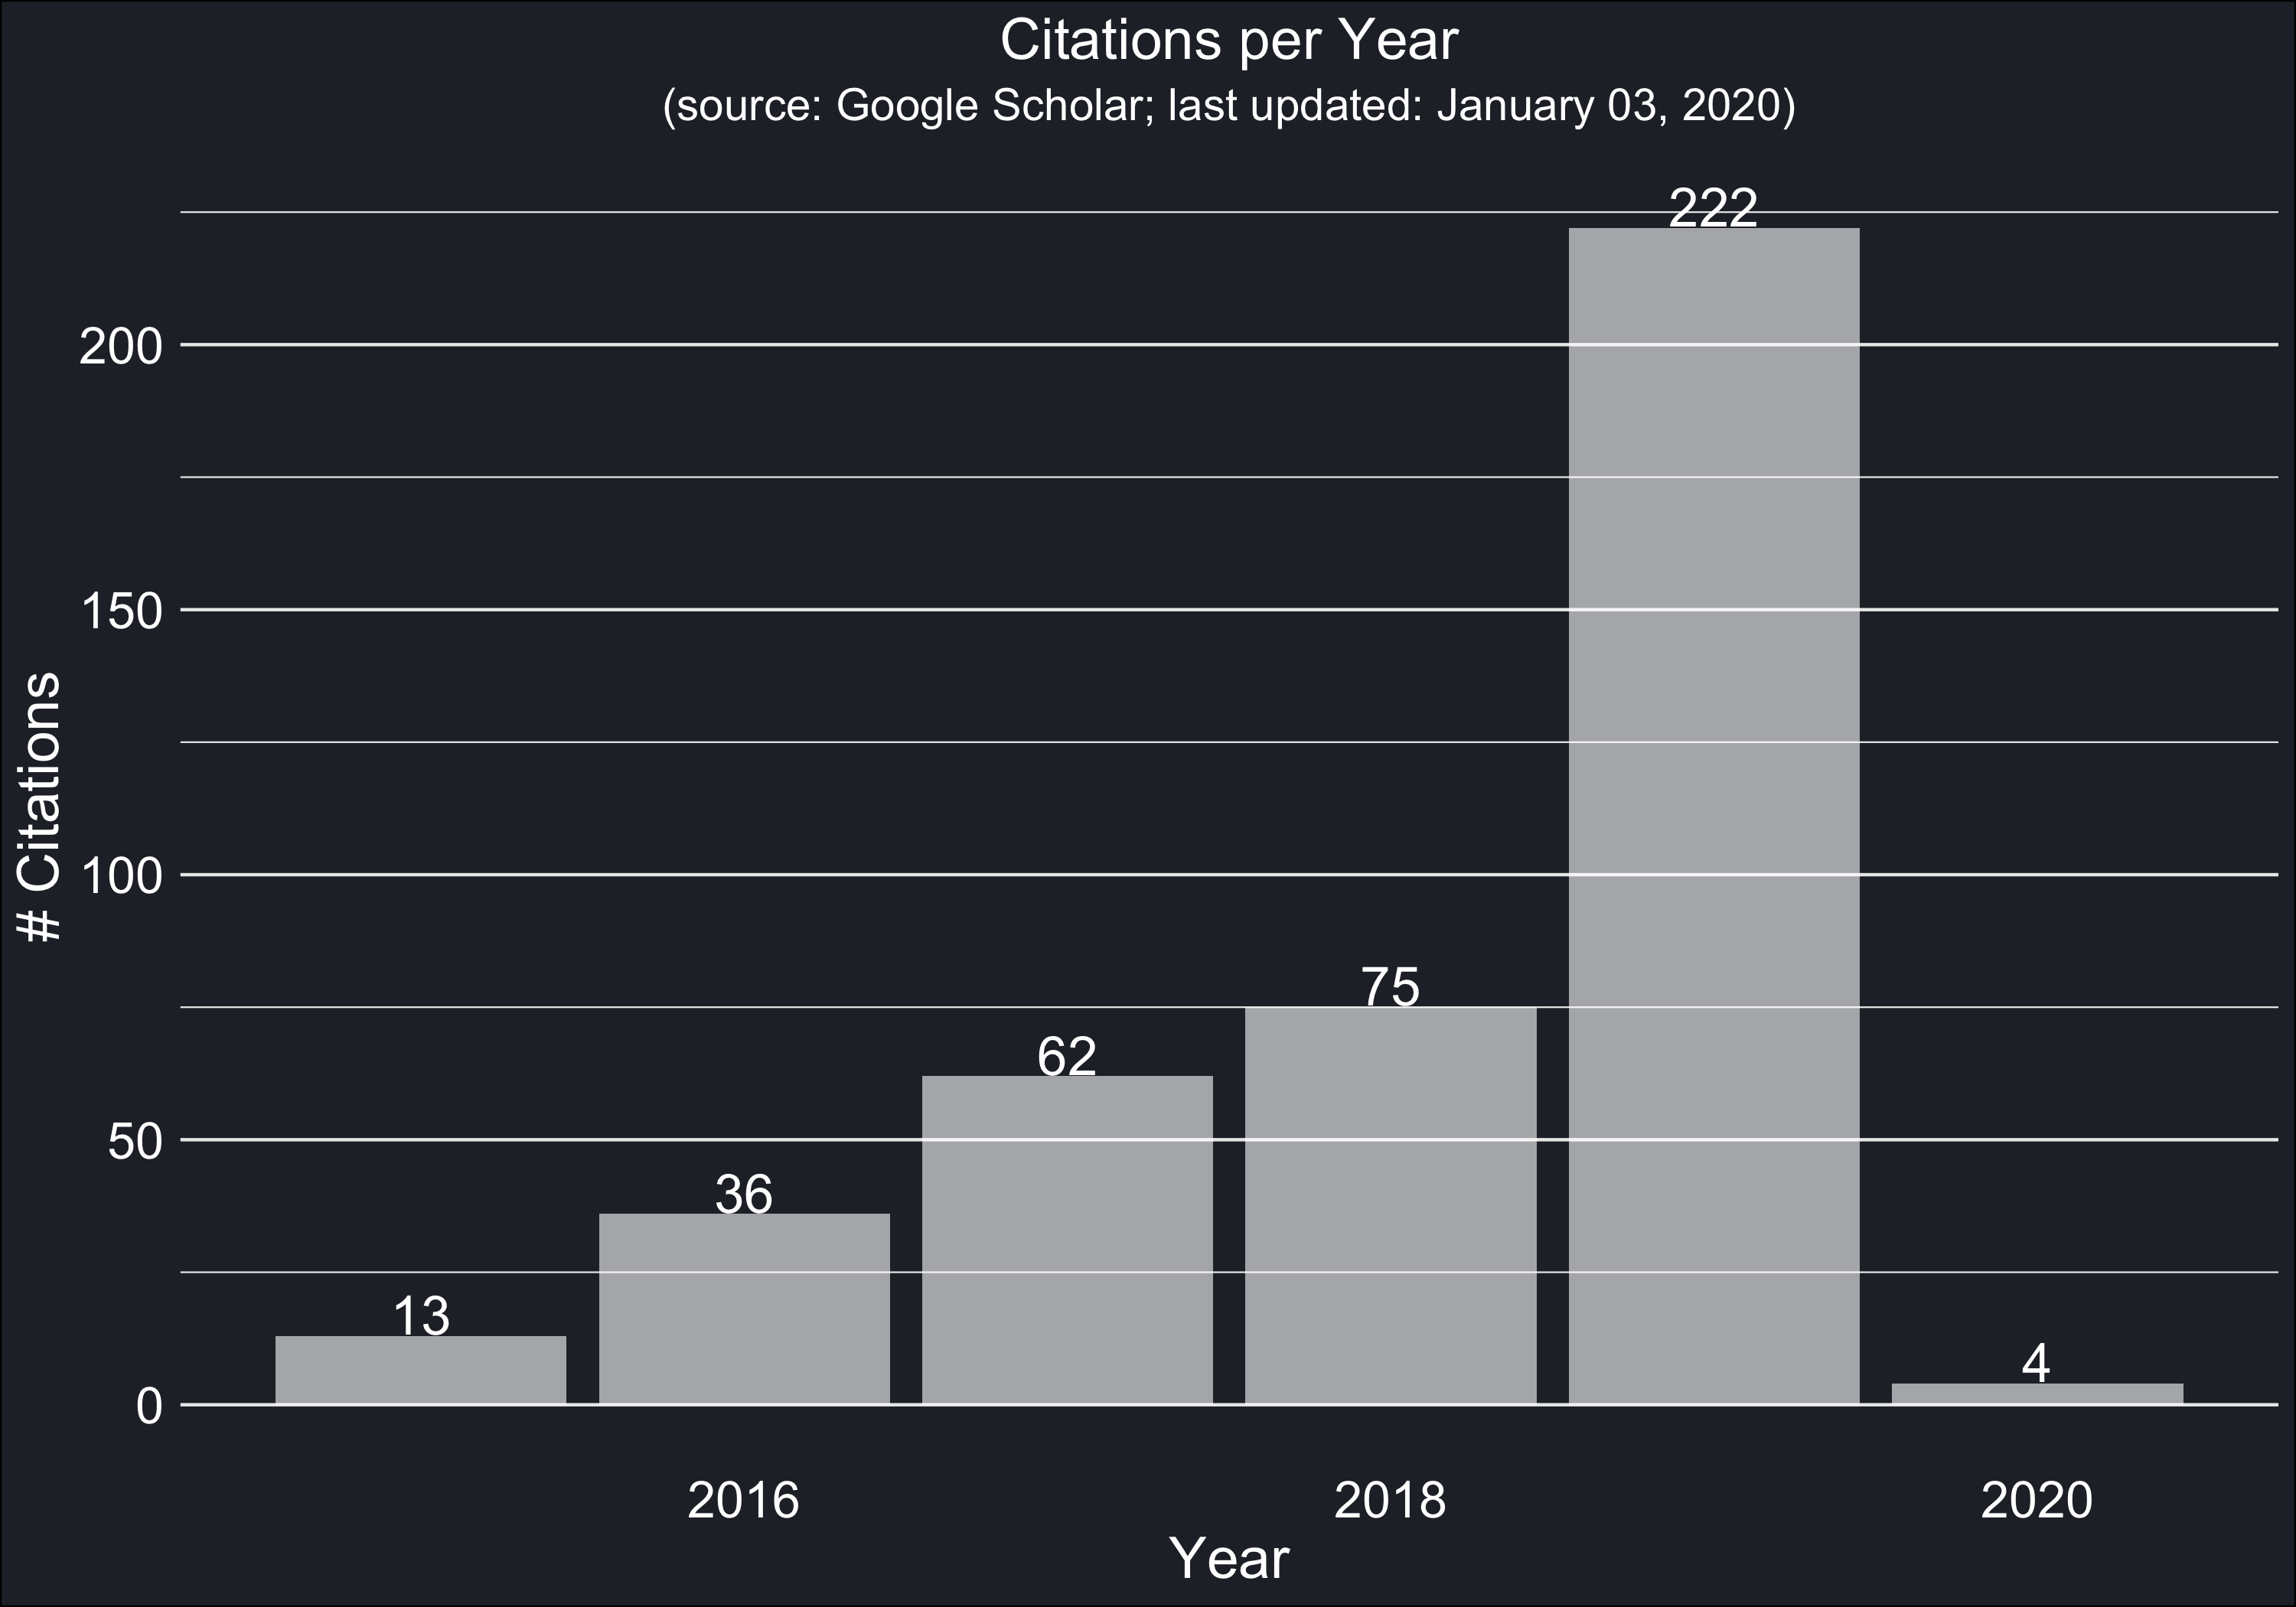 Citations per Year
(source: Google Scholar; last updated: January 03, 2020)
222
200
150
# Citations
100
75
62
50
36
13
4
0
2016 2018 2020
Year